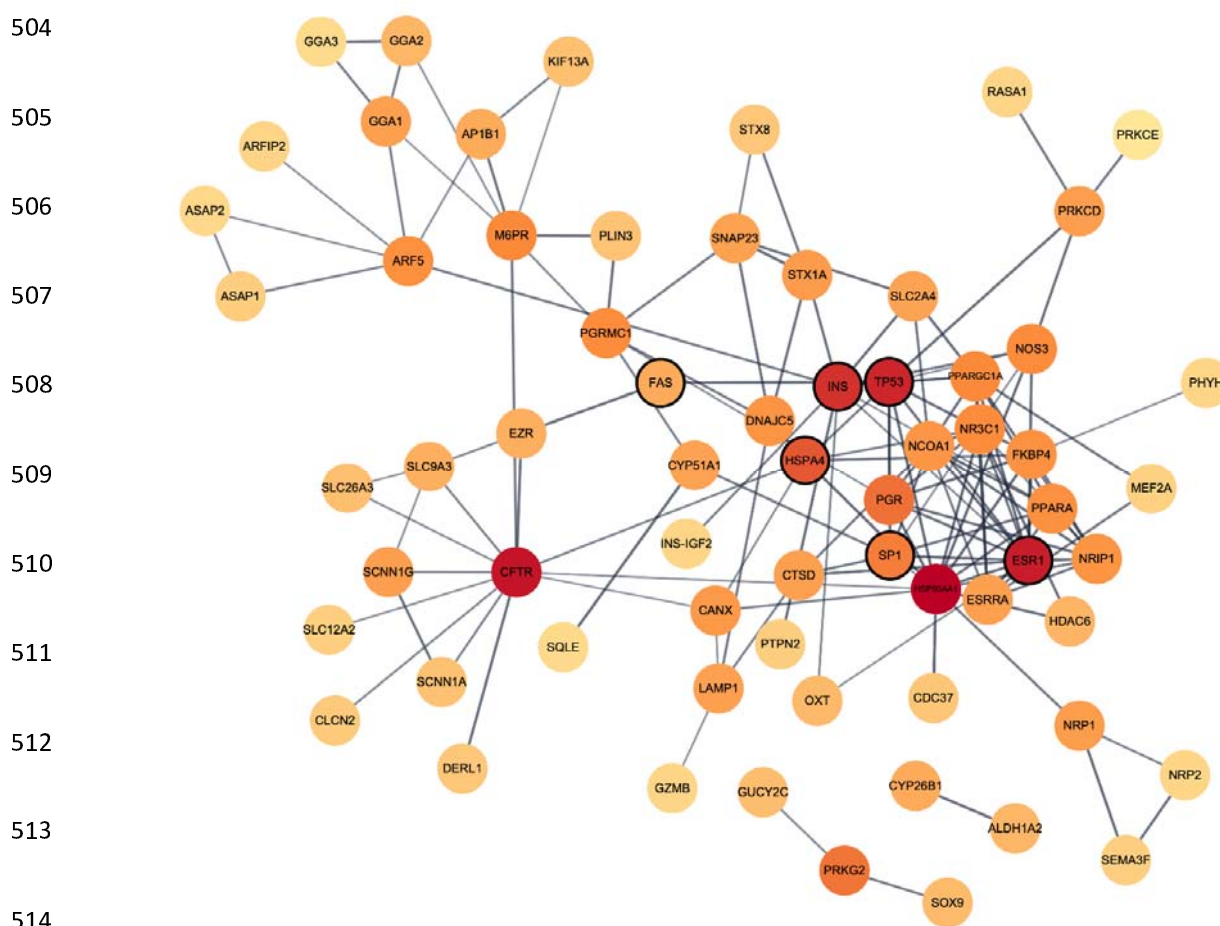 504
GGA3
GGA2
KIF13A
505
GGA1
AP1B1
RASA1
STX8
PRKCE
ARFIP2
506
ASAP2
PRKCD
M6PR
PLIN3
SNAP23
ARF5
STX1A
507
ASAP1
SLC2A4
PGRMC1
NOS3
508
FAS
INS
TP53
PPARGC1A
PHYH
DNAJC5
EZR
NR3C1
NCOA1
FKBP4
509
SLC9A3
CYP51A1
HSPA4
SLC26A3
MEF2A
PGR
PPARA
INS-IGF2
510
SCNN1G
CFTR
CTSD
SP1
ESR1
NRIP1
HSP90AA1
ESRRA
CANX
HDAC6
SLC12A2
SQLE
PTPN2
511
SCNN1A
LAMP1
OXT
CDC37
CLCN2
NRP1
512
DERL1
GZMB
GUCY2C
CYP26B1
NRP2
513
ALDH1A2
SEMA3F
PRKG2
SOX9
514